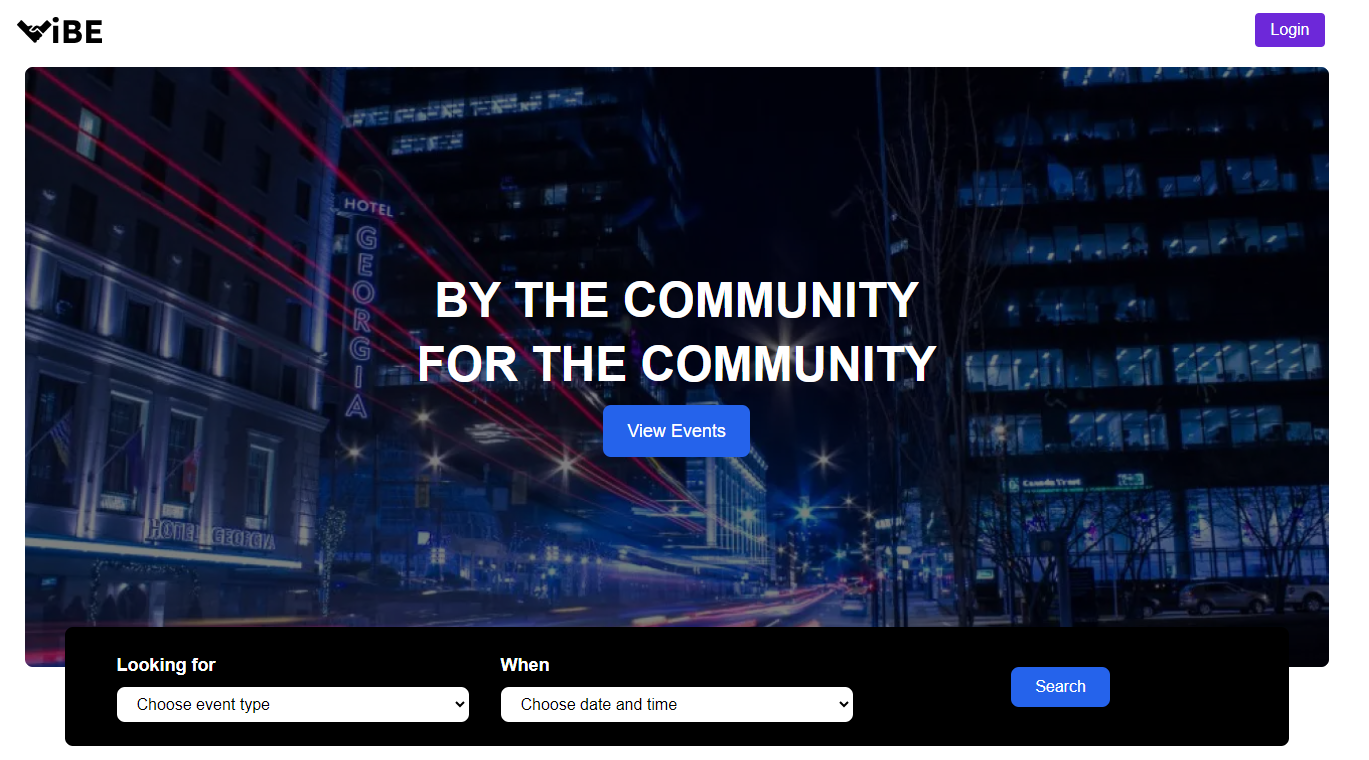 ViBE
Login
HOTEL
GEORGIA
BY THE COMMUNITY
FOR THE COMMUNITY
View Events
Canada Trust
HOTEL GEORGIA
Looking for
When
Choose event type
Choose date and time
Search